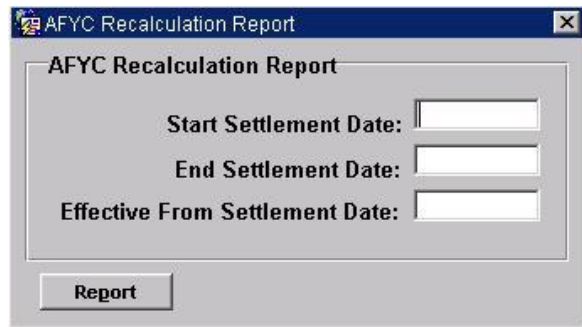 AFYC Recalculation Report
AFYC Recalculation Report
Start Settlement Date:
End Settlement Date:
Effective From Settlement Date:
Report